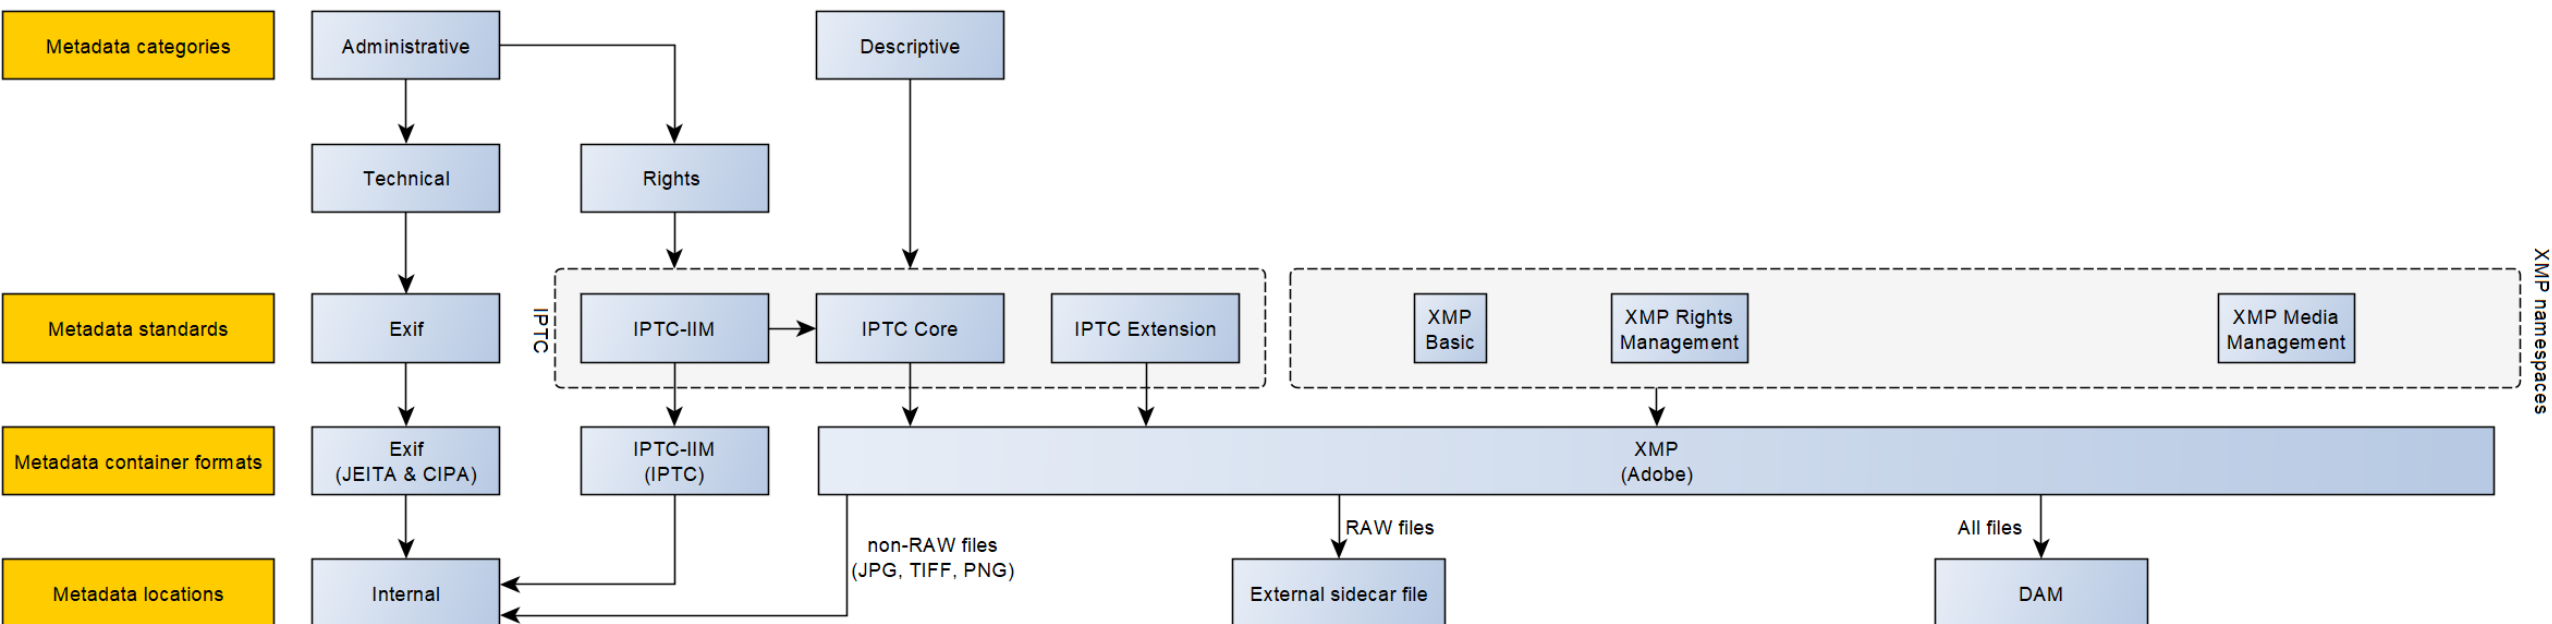 Metadata categories
Administrative
Descriptive
Technical
Rights
XMP namespaces
IPTC
Metadata standards
Exif
IPTC-IIM
IPTC Core
IPTC Extension
XMP
Basic
XMP Rights
Management
XMP Media
Management
Metadata container formats
Exif
(JEITA & CIPA)
IPTC-IIM
(IPTC)
XMP
(Adobe)
non-RAW files
(JPG, TIFF, PNG)
RAW files
All files
Metadata locations
Internal
External sidecar file
DAM